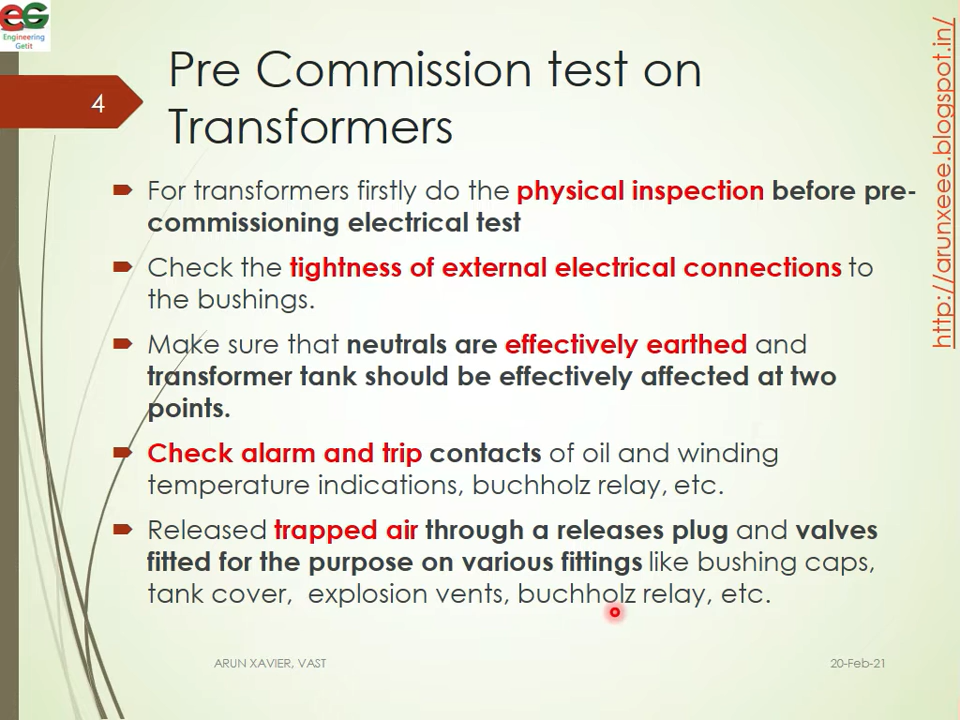 EG
Engineering
Getit
http://arunxeee.blogspot.in/
4
Pre Commission test on
Transformers
For transformers firstly do the physical inspection before pre-
commissioning electrical test
Check the tightness of external electrical connections to
the bushings.
Make sure that neutrals are effectively earthed and
transformer tank should be effectively affected at two
points.
Check alarm and trip contacts of oil and winding
temperature indications, buchholz relay, etc.
Released trapped air through a releases plug and valves
fitted for the purpose on various fittings like bushing caps,
tank cover, explosion vents, buchholz relay, etc.
ARUN XAVIER, VAST
20-Feb-21